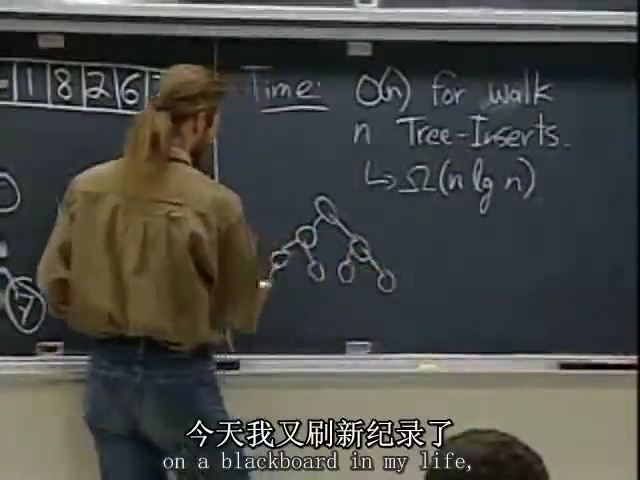 1 8 2 6
Time: O(n) for walk
n Tree-Inserts.
↳ Ω(n lg n)
今天我又刷新纪录了
on a blackboard in my life,